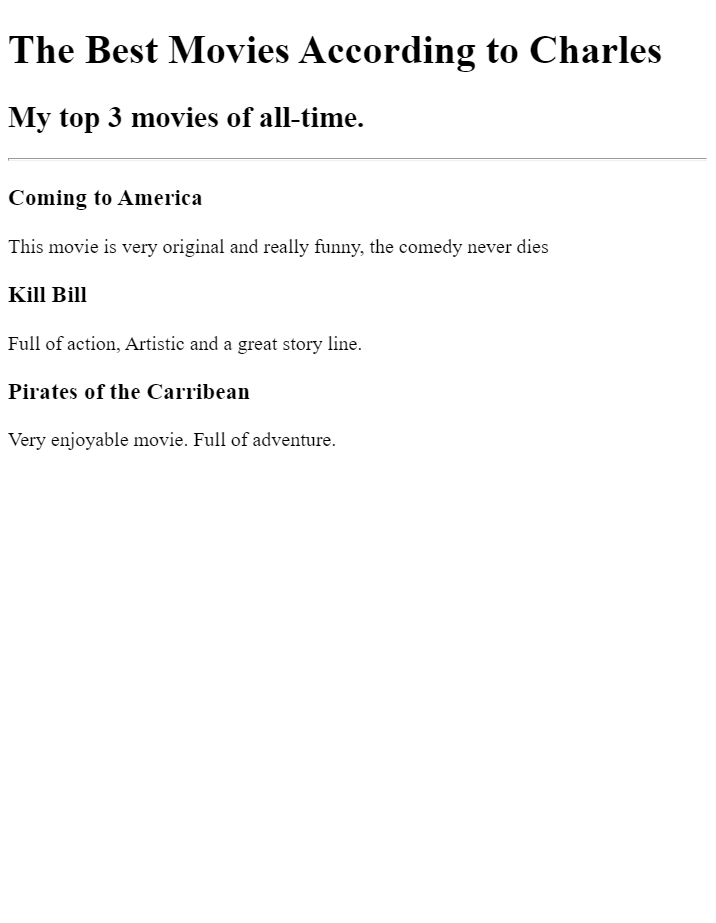 The Best Movies According to Charles
My top 3 movies of all-time.
Coming to America
This movie is very original and really funny, the comedy never dies
Kill Bill
Full of action, Artistic and a great story line.
Pirates of the Carribean
Very enjoyable movie. Full of adventure.